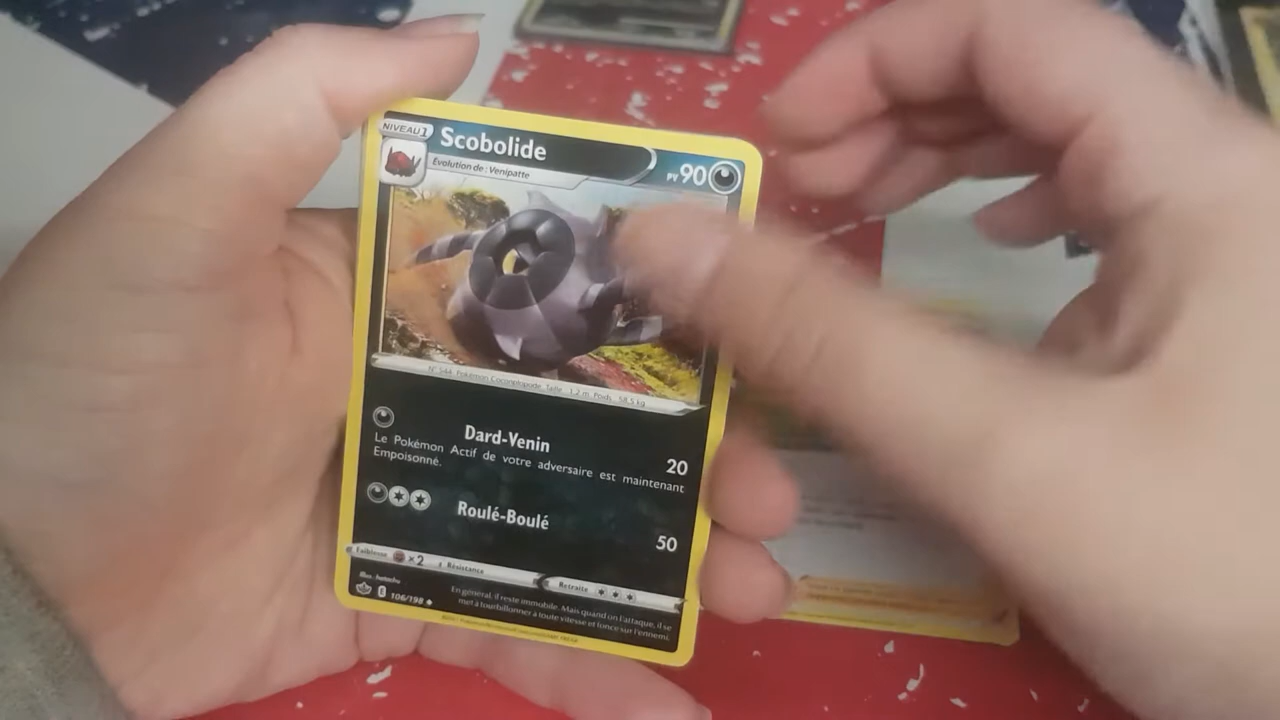 NIVEAU 1
Scobolide
PV 90
Évolution de : Venipatte
N° 544 Pokémon Coconplopode Taille : 1,2 m Poids : 58,5 kg
Dard-Venin
20
Le Pokémon Actif de votre adversaire est maintenant
Empoisonné.
Roulé-Boulé
50
Faiblesse ×2 Résistance Retraite
Illus.
106/198
En général, il reste immobile. Mais quand on l'attaque, il se
met à tourbillonner à toute vitesse et fonce sur l'ennemi.